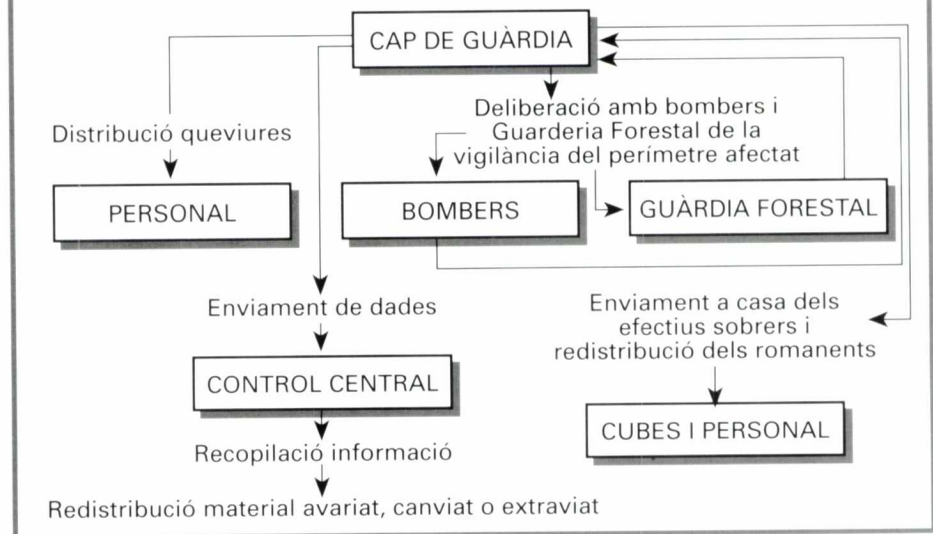 CAP DE GUÀRDIA
Distribució queviures
Deliberació amb bombers i
Guarderia Forestal de la
vigilància del perímetre afectat
PERSONAL
BOMBERS
GUÀRDIA FORESTAL
Enviament de dades
Enviament a casa dels
efectius sobrers i
redistribució dels romanents
CONTROL CENTRAL
CUBES I PERSONAL
Recopilació informació
Redistribució material avariat, canviat o extraviat